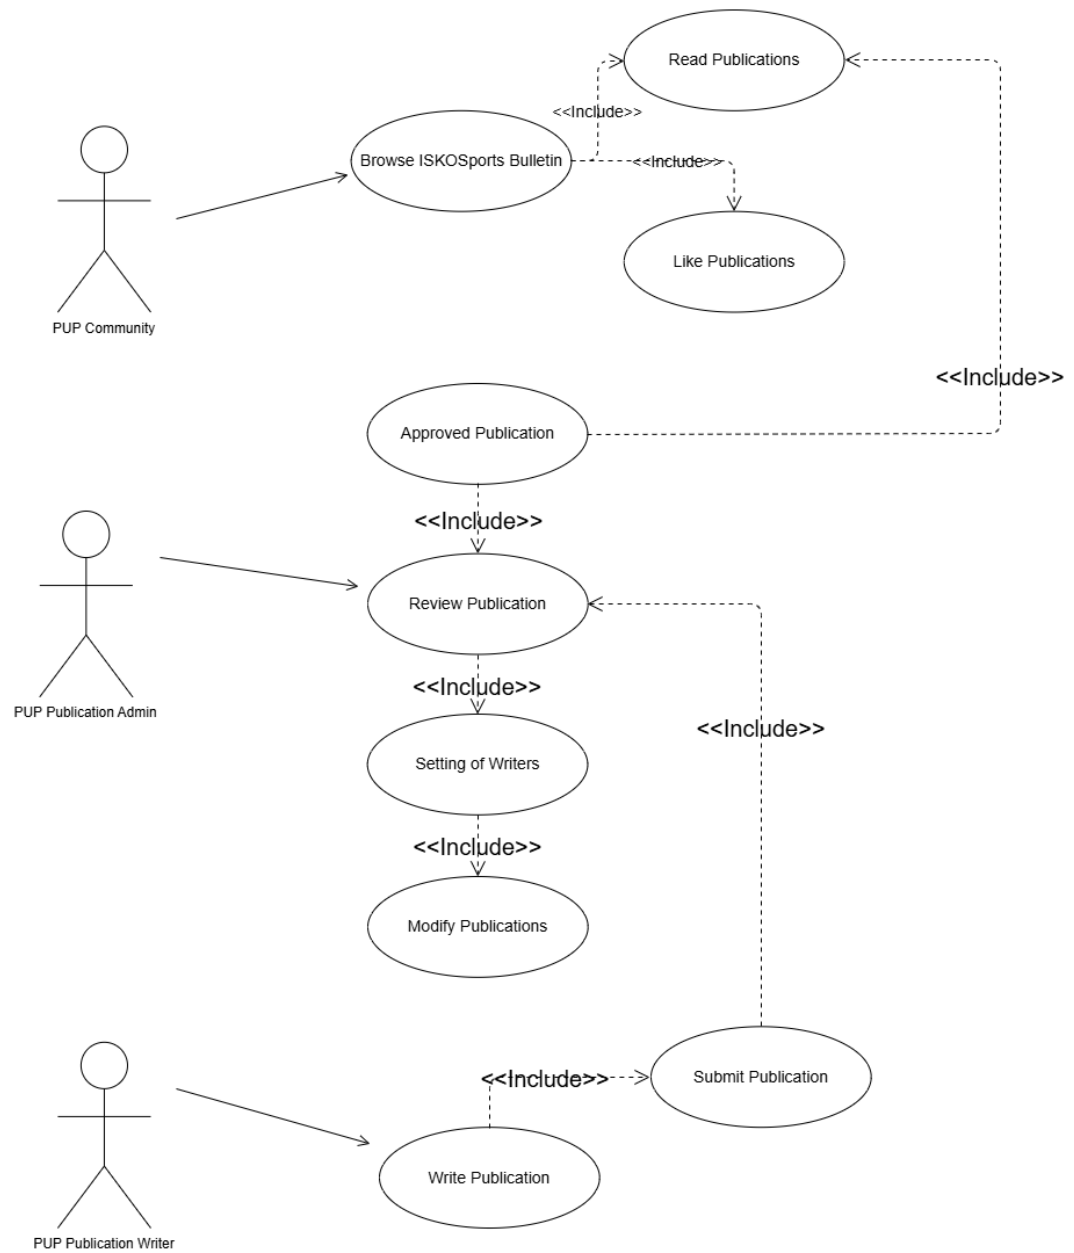 Read Publications
<<Include>>
Browse ISKOSports Bulletin
<<Include>>
Like Publications
PUP Community
<<Include>>
Approved Publication
<<Include>>
Review Publication
<<Include>>
PUP Publication Admin
<<Include>>
Setting of Writers
<<Include>>
Modify Publications
<<Include>>
Submit Publication
Write Publication
PUP Publication Writer